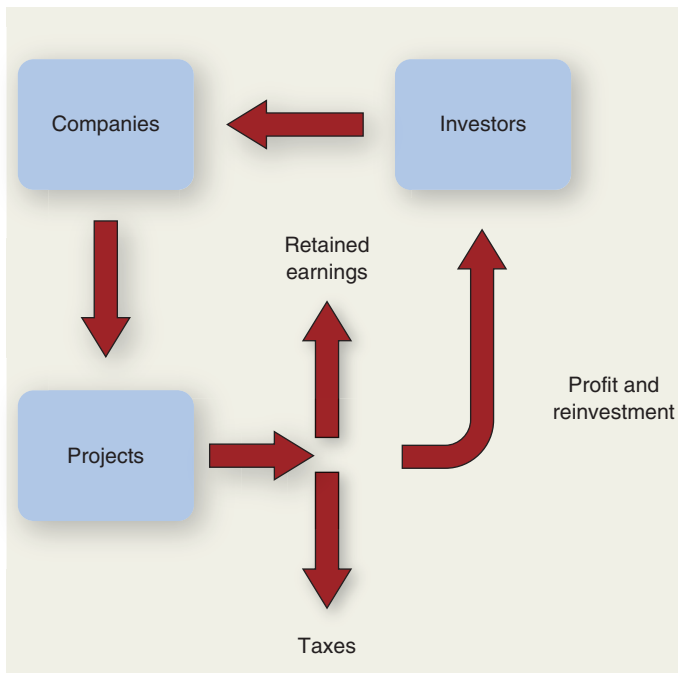 Companies
Investors
Retained
earnings
Profit and
reinvestment
Projects
Taxes